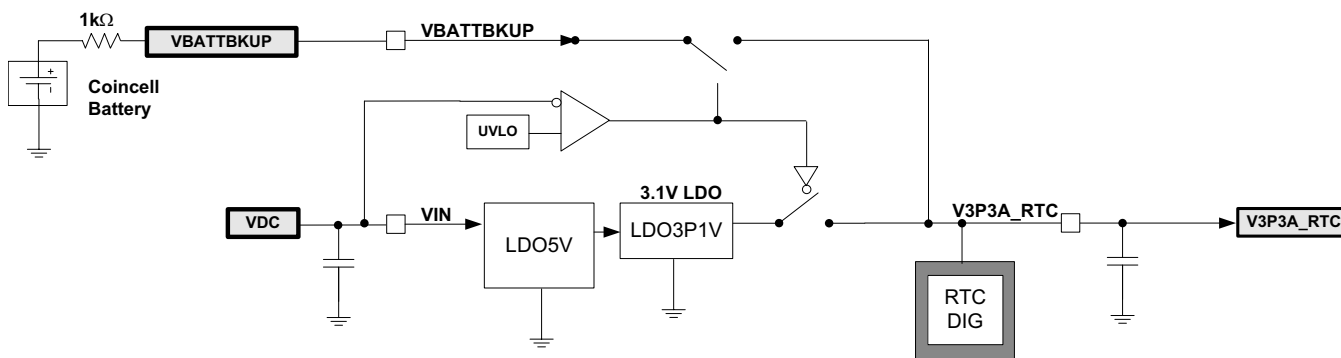 1kΩ
VBATTBKUP
VBATTBKUP
+
-
Coincell
Battery
UVLO
3.1V LDO
VDC
VIN
LDO5V
LDO3P1V
V3P3A_RTC
V3P3A_RTC
RTC
DIG